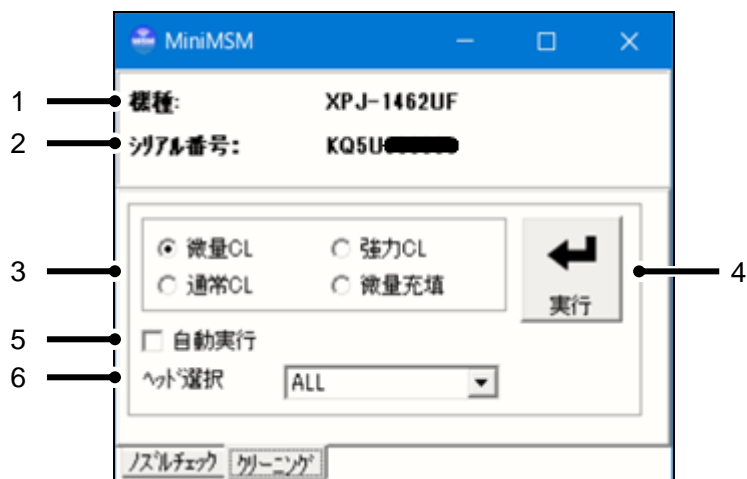 MiniMSM
1 機種: XPJ-1462UF
2 ｼﾘｱﾙ番号: KQ5U
微量CL 強力CL
3 4
通常CL 微量充填
実行
5 自動実行
6 ﾍｯﾄﾞ選択 ALL
ﾉｽﾞﾙﾁｪｯｸ ｸﾘｰﾆﾝｸﾞ